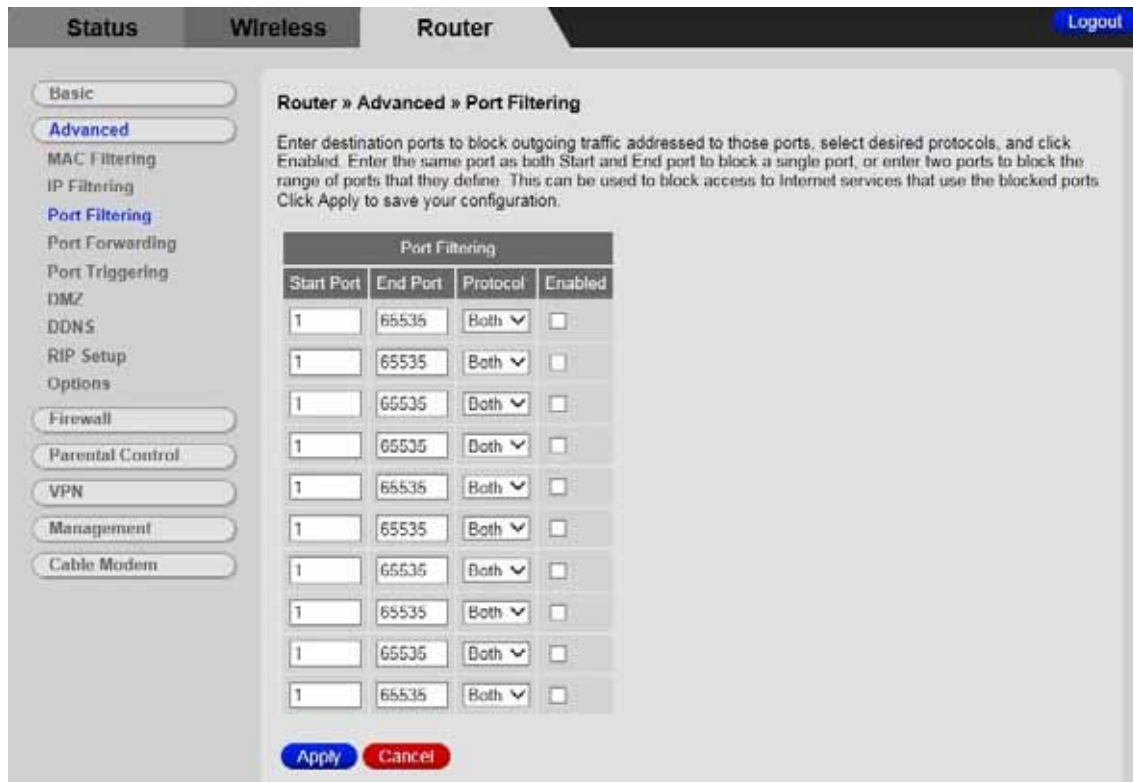 Status Wireless Router Logout
Basic
Advanced
MAC Filtering
IP Filtering
Port Filtering
Port Forwarding
Port Triggering
DMZ
DDNS
RIP Setup
Options
Firewall
Parental Control
VPN
Management
Cable Modem
Router » Advanced » Port Filtering
Enter destination ports to block outgoing traffic addressed to those ports, select desired protocols, and click
Enabled. Enter the same port as both Start and End port to block a single port, or enter two ports to block the
range of ports that they define. This can be used to block access to Internet services that use the blocked ports.
Click Apply to save your configuration.
Port Filtering
Start Port End Port Protocol Enabled
1 65535 Both
1 65535 Both
1 65535 Both
1 65535 Both
1 65535 Both
1 65535 Both
1 65535 Both
1 65535 Both
1 65535 Both
1 65535 Both
Apply Cancel